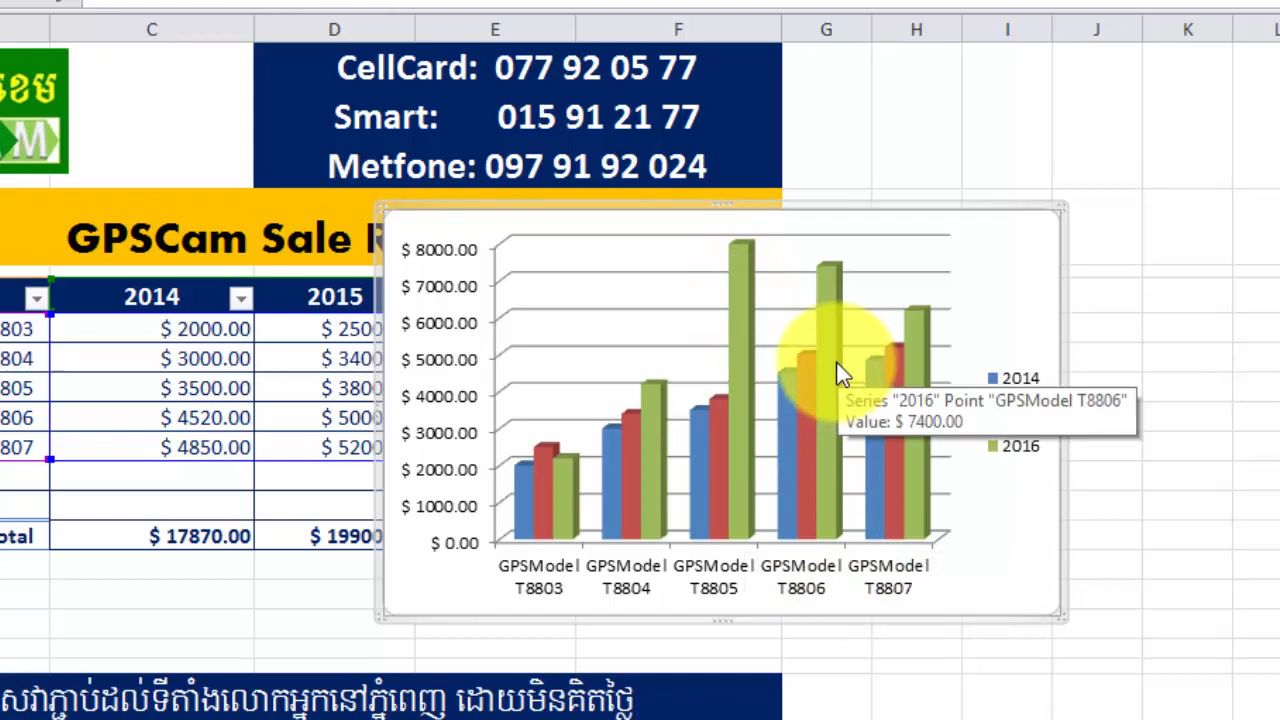 C D E F G H I J K L
ខែម
M
CellCard: 077 92 05 77
Smart: 015 91 21 77
Metfone: 097 91 92 024
GPSCam Sale R
2014 2015
803 $ 2000.00 $ 2500
804 $ 3000.00 $ 3400
805 $ 3500.00 $ 3800
806 $ 4520.00 $ 5000
807 $ 4850.00 $ 5200
otal $ 17870.00 $ 19900
$ 8000.00
$ 7000.00
$ 6000.00
$ 5000.00
$ 4000.00
$ 3000.00
$ 2000.00
$ 1000.00
$ 0.00
GPSModel T8803
GPSModel T8804
GPSModel T8805
GPSModel T8806
GPSModel T8807
2014
2016
Series "2016" Point "GPSModel T8806"
Value: $ 7400.00
សវាភ្ជាប់ដល់ទីតាំងលោកអ្នកនៅភ្នំពេញ ដោយមិនគិតថ្លៃ